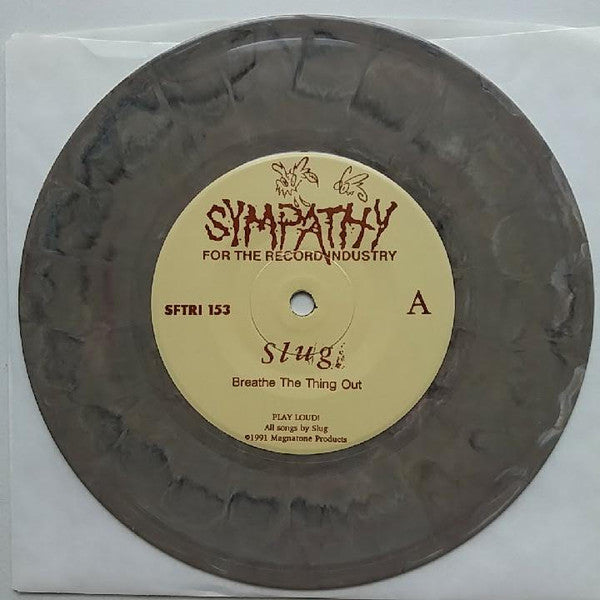 SYMPATHY
FOR THE RECORD INDUSTRY
SFTRI 153
A
Slug
Breathe The Thing Out
PLAY LOUD!
All songs by Slug
©1991 Magnatone Products